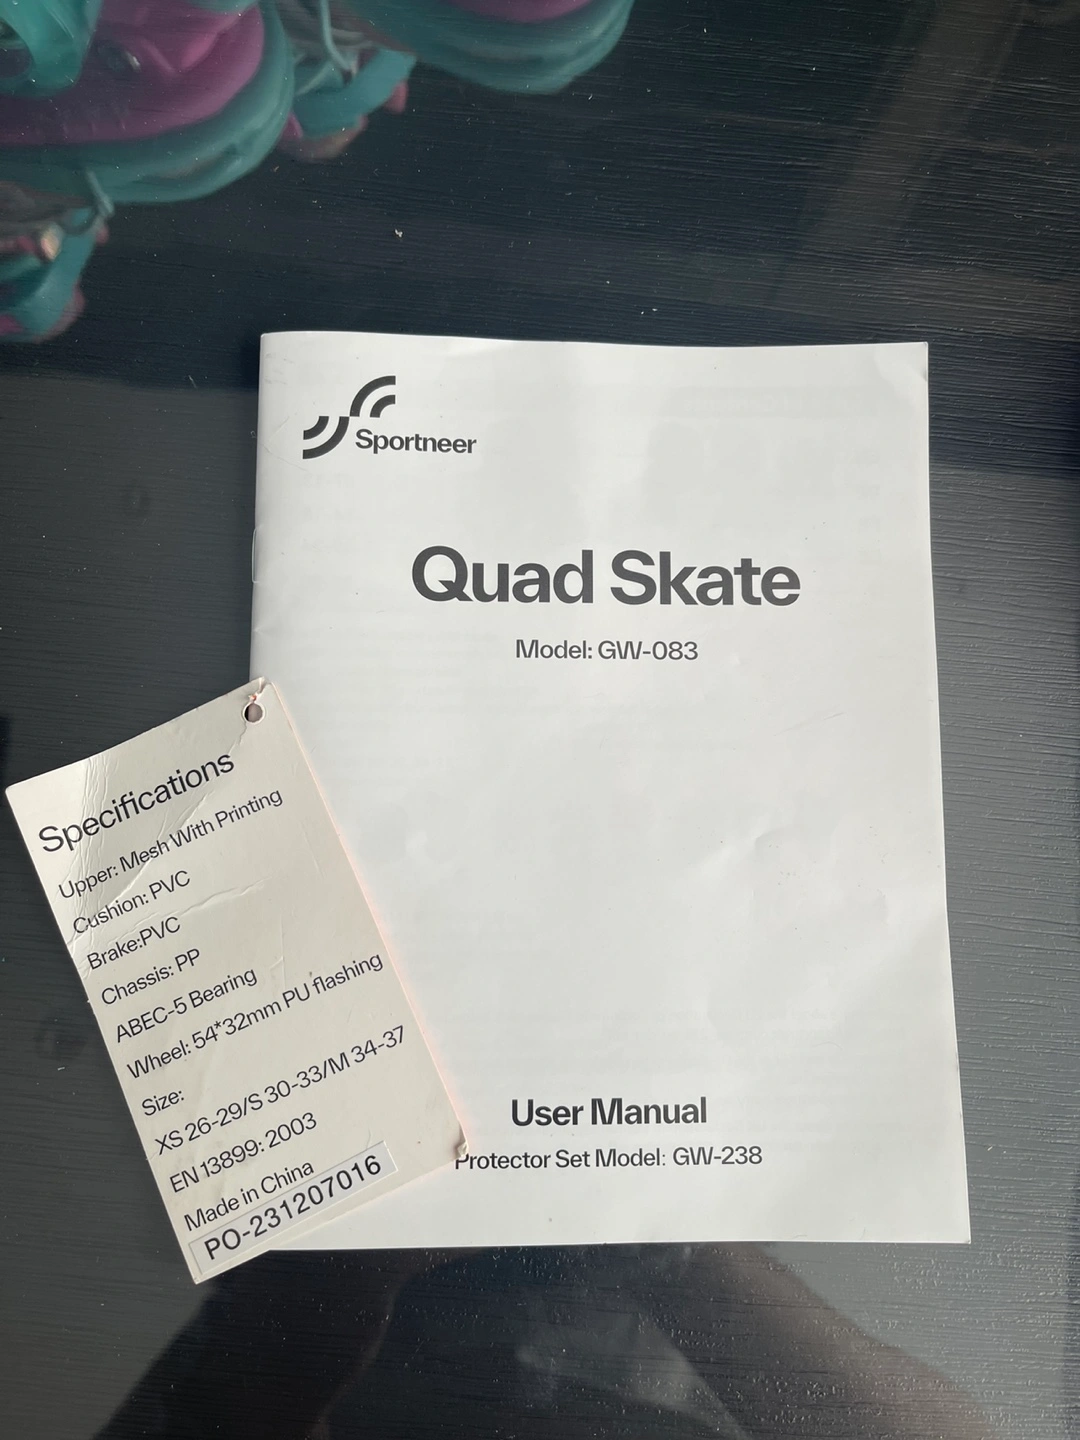 Sportneer
Quad Skate
Model: GW-083
User Manual
Protector Set Model: GW-238
Specifications
Upper: Mesh With Printing
Cushion: PVC
Brake:PVC
Chassis: PP
ABEC-5 Bearing
Wheel: 54*32mm PU flashing
Size:
XS 26-29/S 30-33/M 34-37
EN 13899: 2003
Made in China
PO-231207016